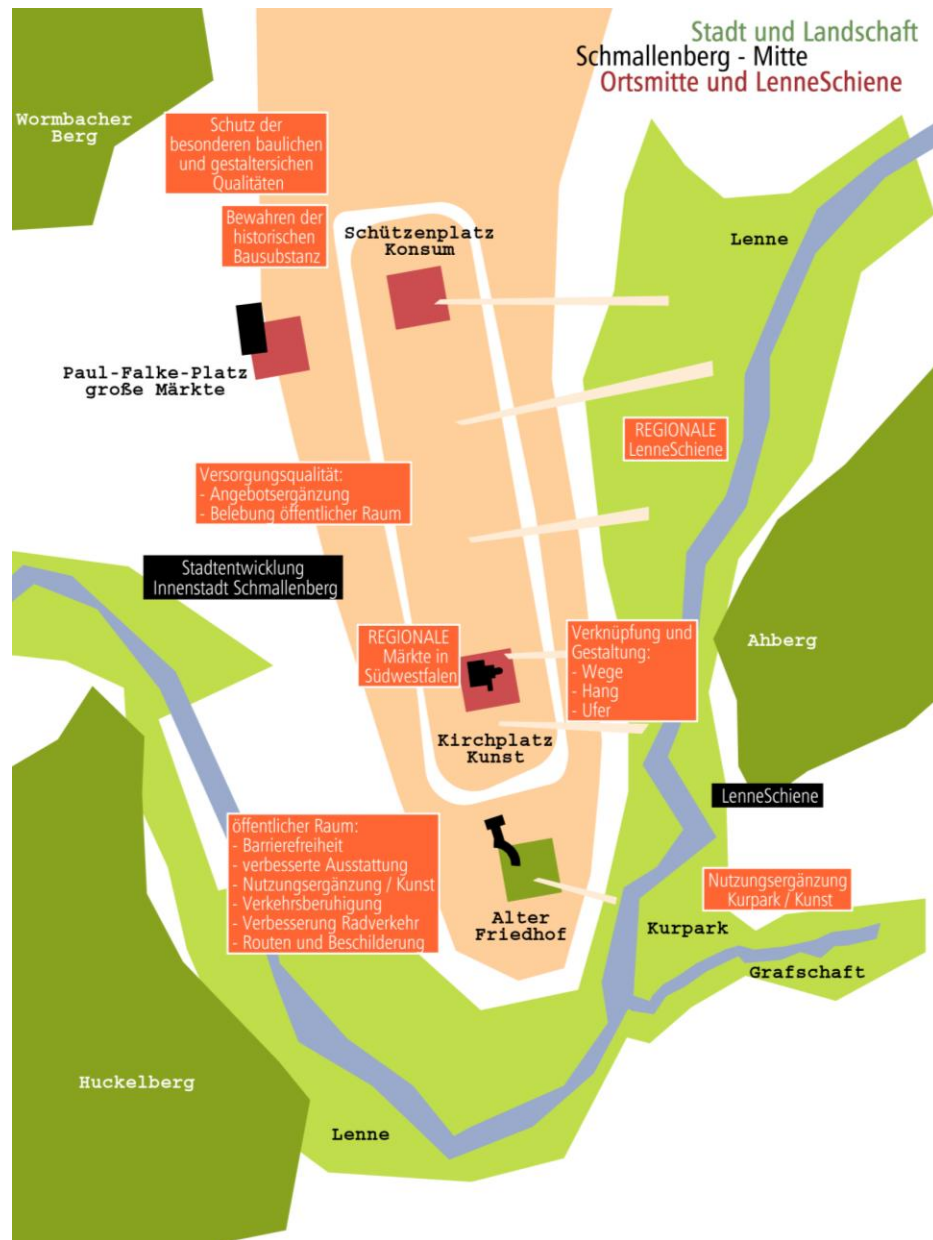 Stadt und Landschaft
Schmallenberg - Mitte
Ortsmitte und LenneSchiene
Wormbacher
Berg
Schutz der
besonderen baulichen
und gestaltersichen
Qualitäten
Bewahren der
historischen
Bausubstanz
Schützenplatz
Konsum
Lenne
Paul-Falke-Platz
große Märkte
REGIONALE
LenneSchiene
Versorgungsqualität:
- Angebotsergänzung
- Belebung öffentlicher Raum
Stadtentwicklung
Innenstadt Schmallenberg
REGIONALE
Märkte in
Südwestfalen
Verknüpfung und
Gestaltung:
- Wege
- Hang
- Ufer
Ahberg
Kirchplatz
Kunst
LenneSchiene
öffentlicher Raum:
- Barrierefreiheit
- verbesserte Ausstattung
- Nutzungsergänzung / Kunst
- Verkehrsberuhigung
- Verbesserung Radverkehr
- Routen und Beschilderung
Nutzungsergänzung
Kurpark / Kunst
Alter
Friedhof
Kurpark
Grafschaft
Huckelberg
Lenne